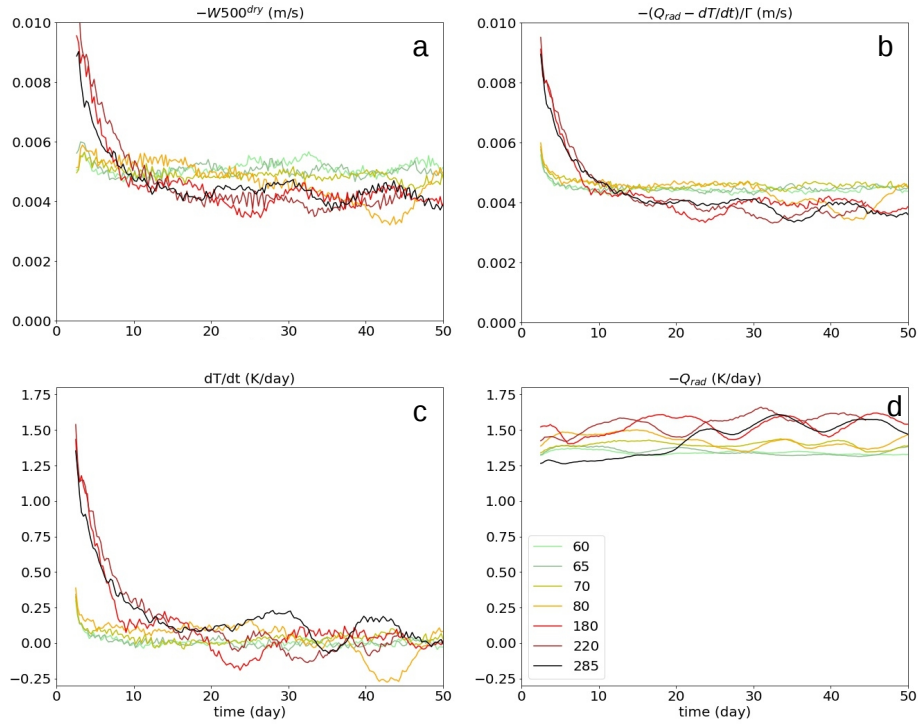 −W500^dry (m/s)
a
0.010
0.008
0.006
0.004
0.002
0.000
0 10 20 30 40 50
−(Q_rad − dT/dt)/Γ (m/s)
b
0.010
0.008
0.006
0.004
0.002
0.000
0 10 20 30 40 50
dT/dt (K/day)
c
1.75
1.50
1.25
1.00
0.75
0.50
0.25
0.00
−0.25
0 10 20 30 40 50
time (day)
−Q_rad (K/day)
d
1.75
1.50
1.25
1.00
0.75
0.50
0.25
0.00
−0.25
60
65
70
80
180
220
285
0 10 20 30 40 50
time (day)